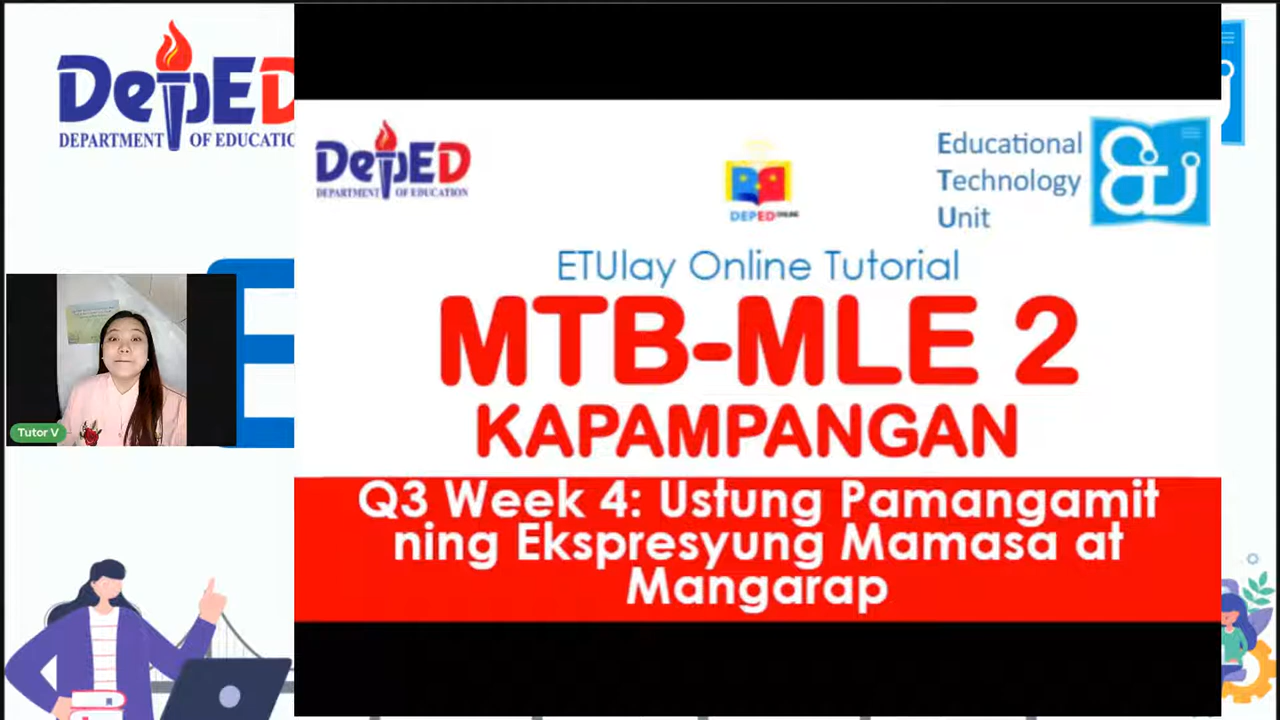 DepED
DEPARTMENT OF EDUCATIO
DepED
DEPARTMENT OF EDUCATION
DEPED ONLINE
Educational
Technology
Unit
ETUlay Online Tutorial
MTB-MLE 2
KAPAMPANGAN
Q3 Week 4: Ustung Pamangamit
ning Ekspresyung Mamasa at
Mangarap
Tutor V